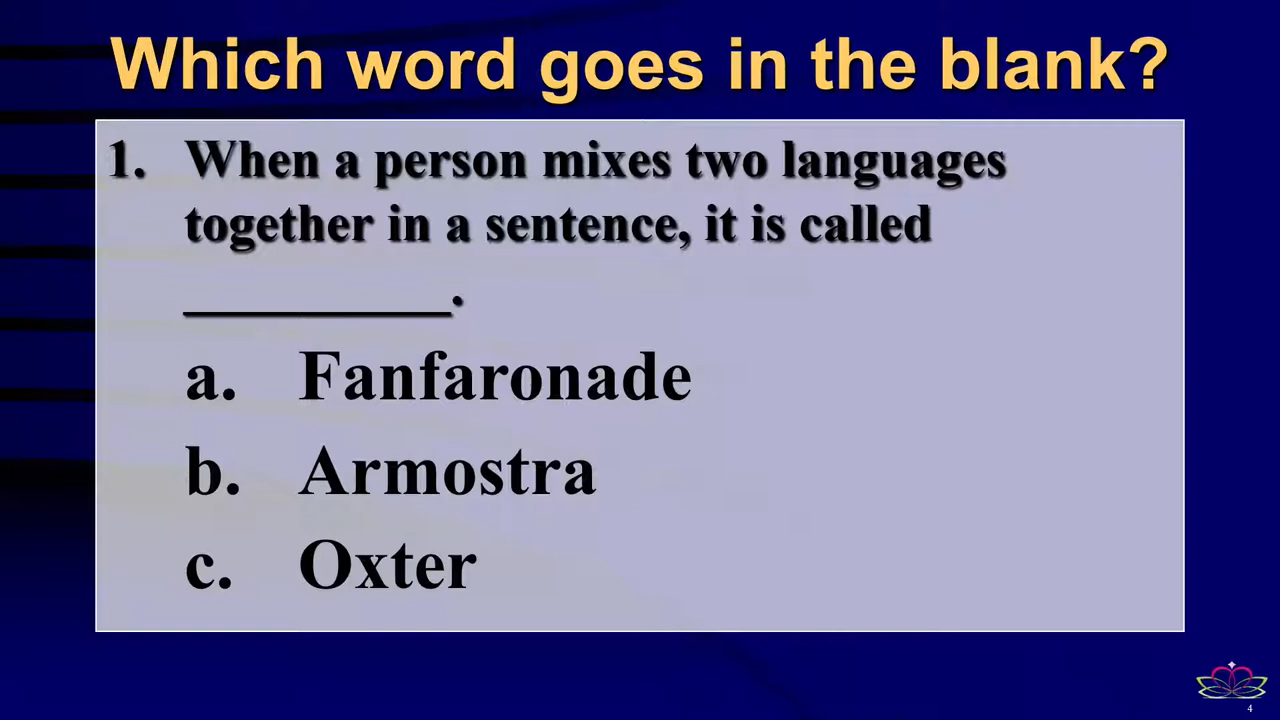 Which word goes in the blank?
1. When a person mixes two languages
together in a sentence, it is called
__________.
a. Fanfaronade
b. Armostra
c. Oxter
4